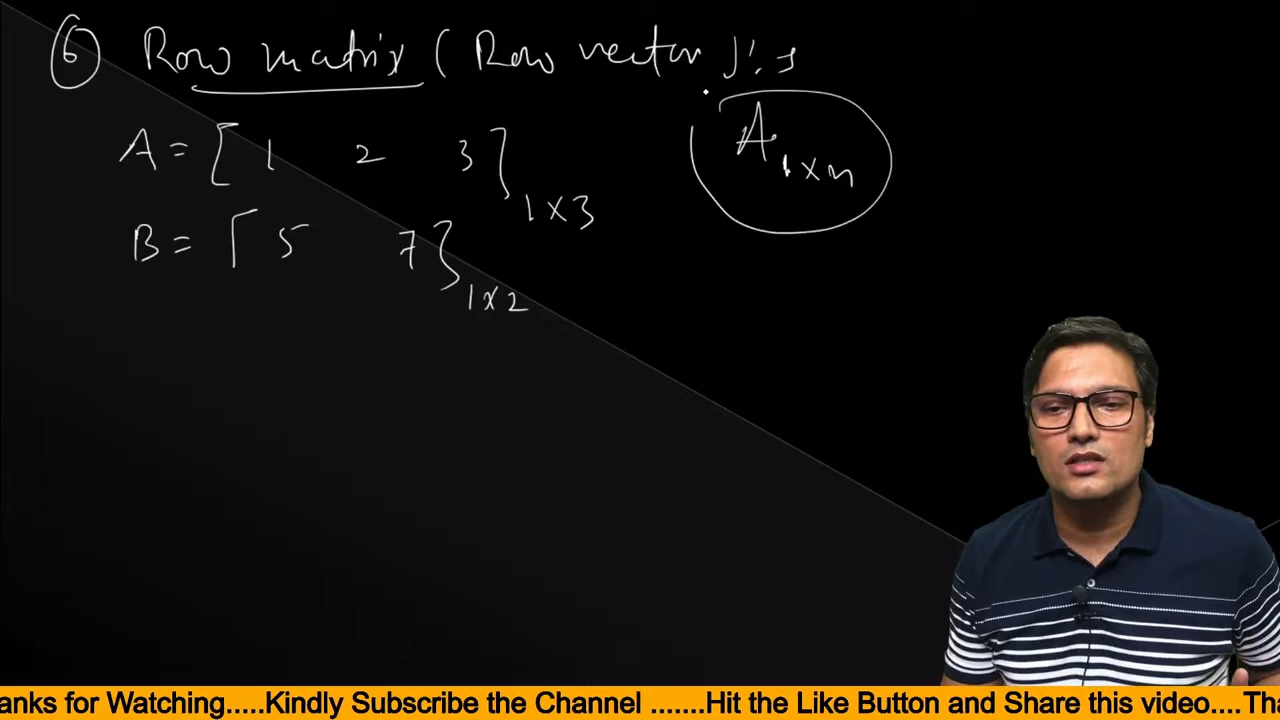 6 Row matrix (Row vector) :-
A = [ 1 2 3 ] 1×3
A 1×n
B = [ 5 7 ] 1×2
anks for Watching.....Kindly Subscribe the Channel .......Hit the Like Button and Share this video....Tha